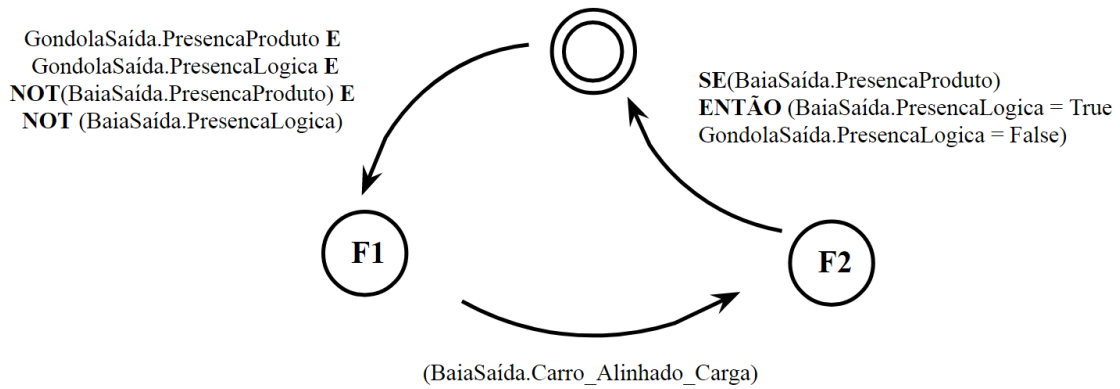 GondolaSaída.PresencaProduto E
GondolaSaída.PresencaLogica E
NOT(BaiaSaída.PresencaProduto) E
NOT (BaiaSaída.PresencaLogica)
SE(BaiaSaída.PresencaProduto)
ENTÃO (BaiaSaída.PresencaLogica = True
GondolaSaída.PresencaLogica = False)
F1
F2
(BaiaSaída.Carro_Alinhado_Carga)